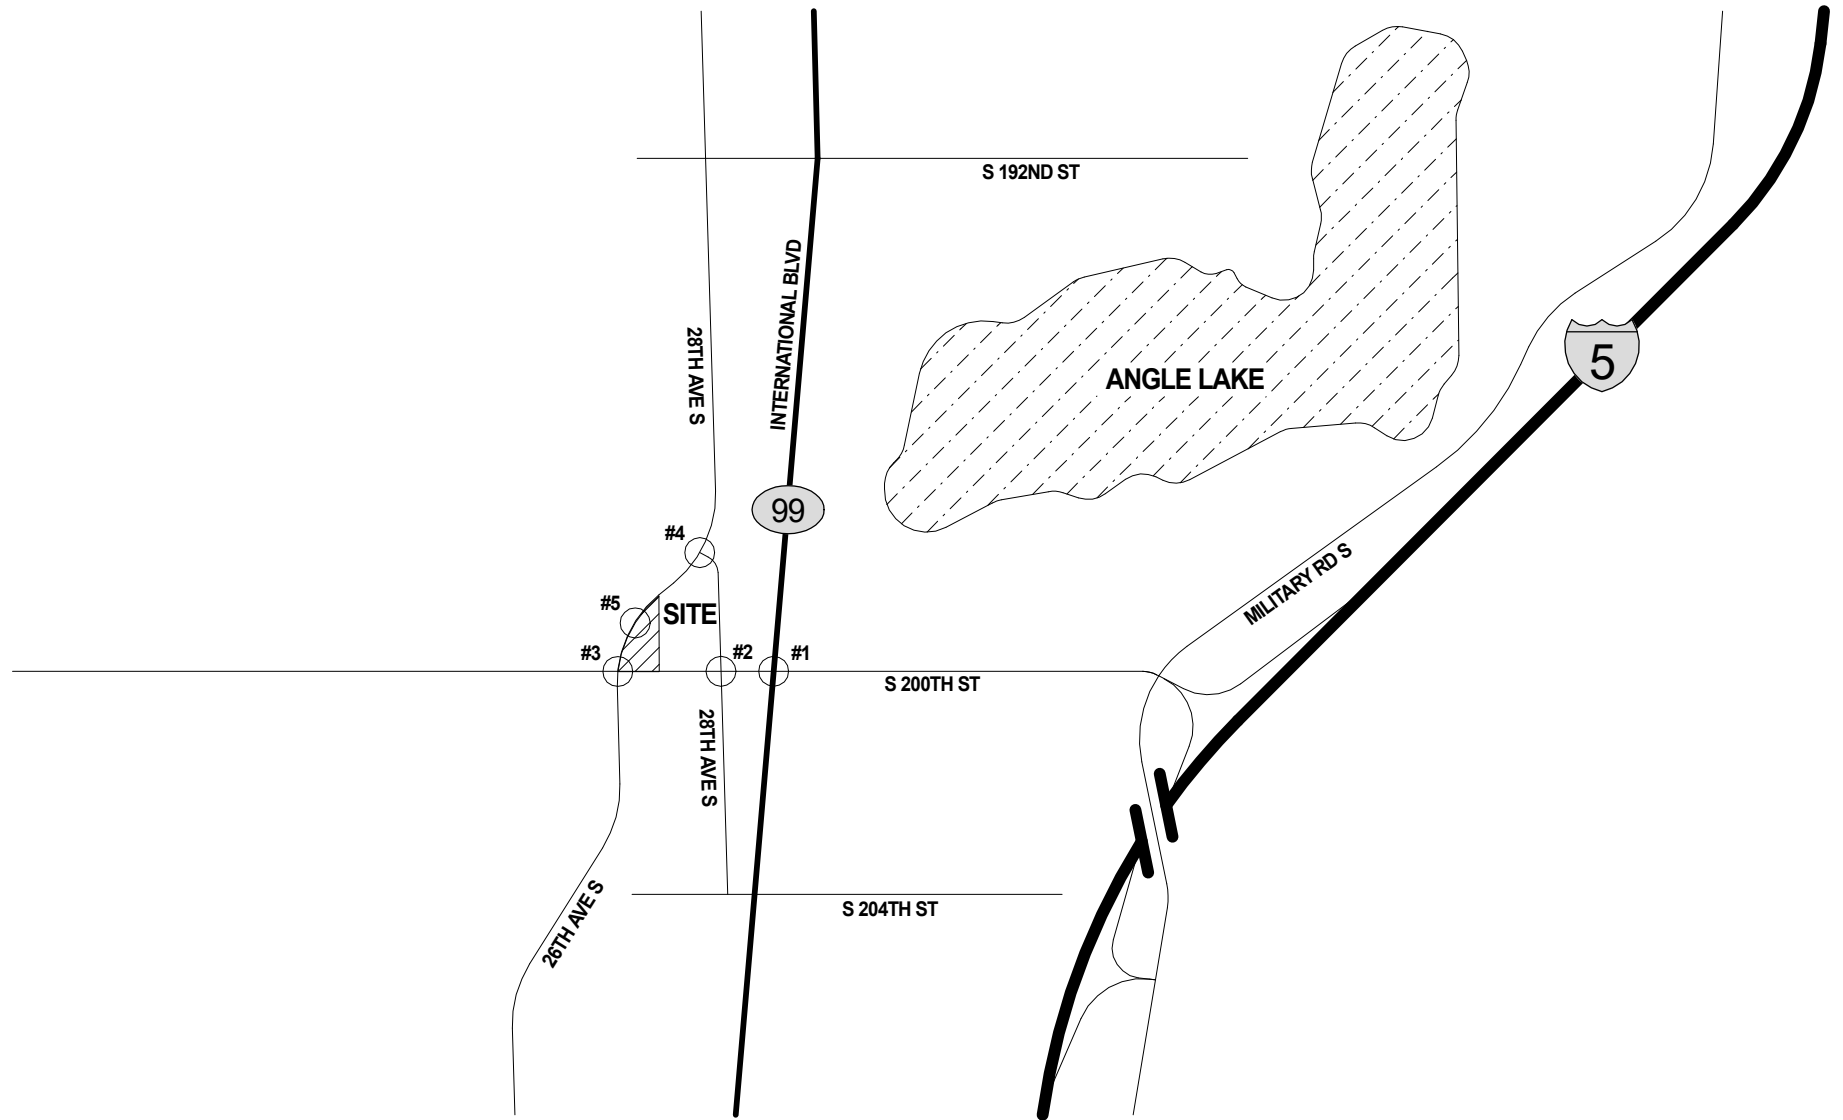 S 192ND ST
INTERNATIONAL BLVD
28TH AVE S
5
ANGLE LAKE
99
#4
MILITARY RD S
#5
SITE
#3
#2
#1
S 200TH ST
28TH AVE S
S 204TH ST
26TH AVE S